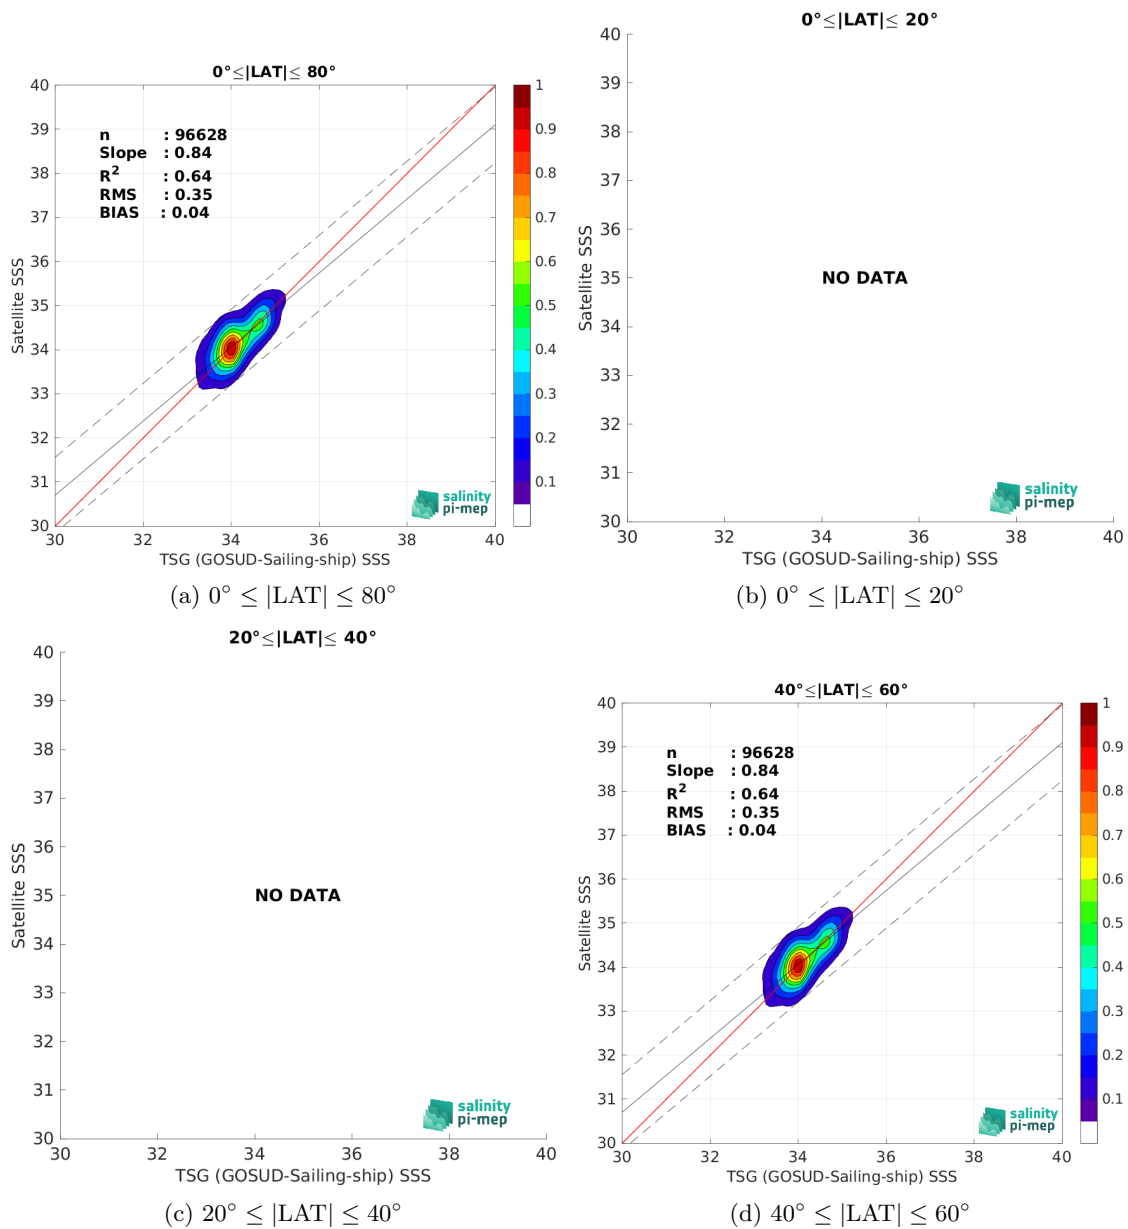 0°≤|LAT|≤ 80°
40
39
38
37
36
35
34
33
32
31
30
Satellite SSS
n : 96628
Slope : 0.84
R² : 0.64
RMS : 0.35
BIAS : 0.04
salinity
pi-mep
30 32 34 36 38 40
TSG (GOSUD-Sailing-ship) SSS
1
0.9
0.8
0.7
0.6
0.5
0.4
0.3
0.2
0.1
(a) 0° ≤ |LAT| ≤ 80°
0°≤|LAT|≤ 20°
40
39
38
37
36
35
34
33
32
31
30
Satellite SSS
NO DATA
salinity
pi-mep
30 32 34 36 38 40
TSG (GOSUD-Sailing-ship) SSS
(b) 0° ≤ |LAT| ≤ 20°
20°≤|LAT|≤ 40°
40
39
38
37
36
35
34
33
32
31
30
Satellite SSS
NO DATA
salinity
pi-mep
30 32 34 36 38 40
TSG (GOSUD-Sailing-ship) SSS
(c) 20° ≤ |LAT| ≤ 40°
40°≤|LAT|≤ 60°
40
39
38
37
36
35
34
33
32
31
30
Satellite SSS
n : 96628
Slope : 0.84
R² : 0.64
RMS : 0.35
BIAS : 0.04
salinity
pi-mep
30 32 34 36 38 40
TSG (GOSUD-Sailing-ship) SSS
1
0.9
0.8
0.7
0.6
0.5
0.4
0.3
0.2
0.1
(d) 40° ≤ |LAT| ≤ 60°